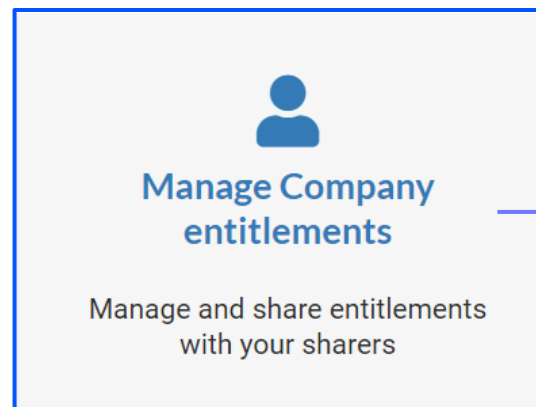 Manage Company
entitlements
Manage and share entitlements
with your sharers